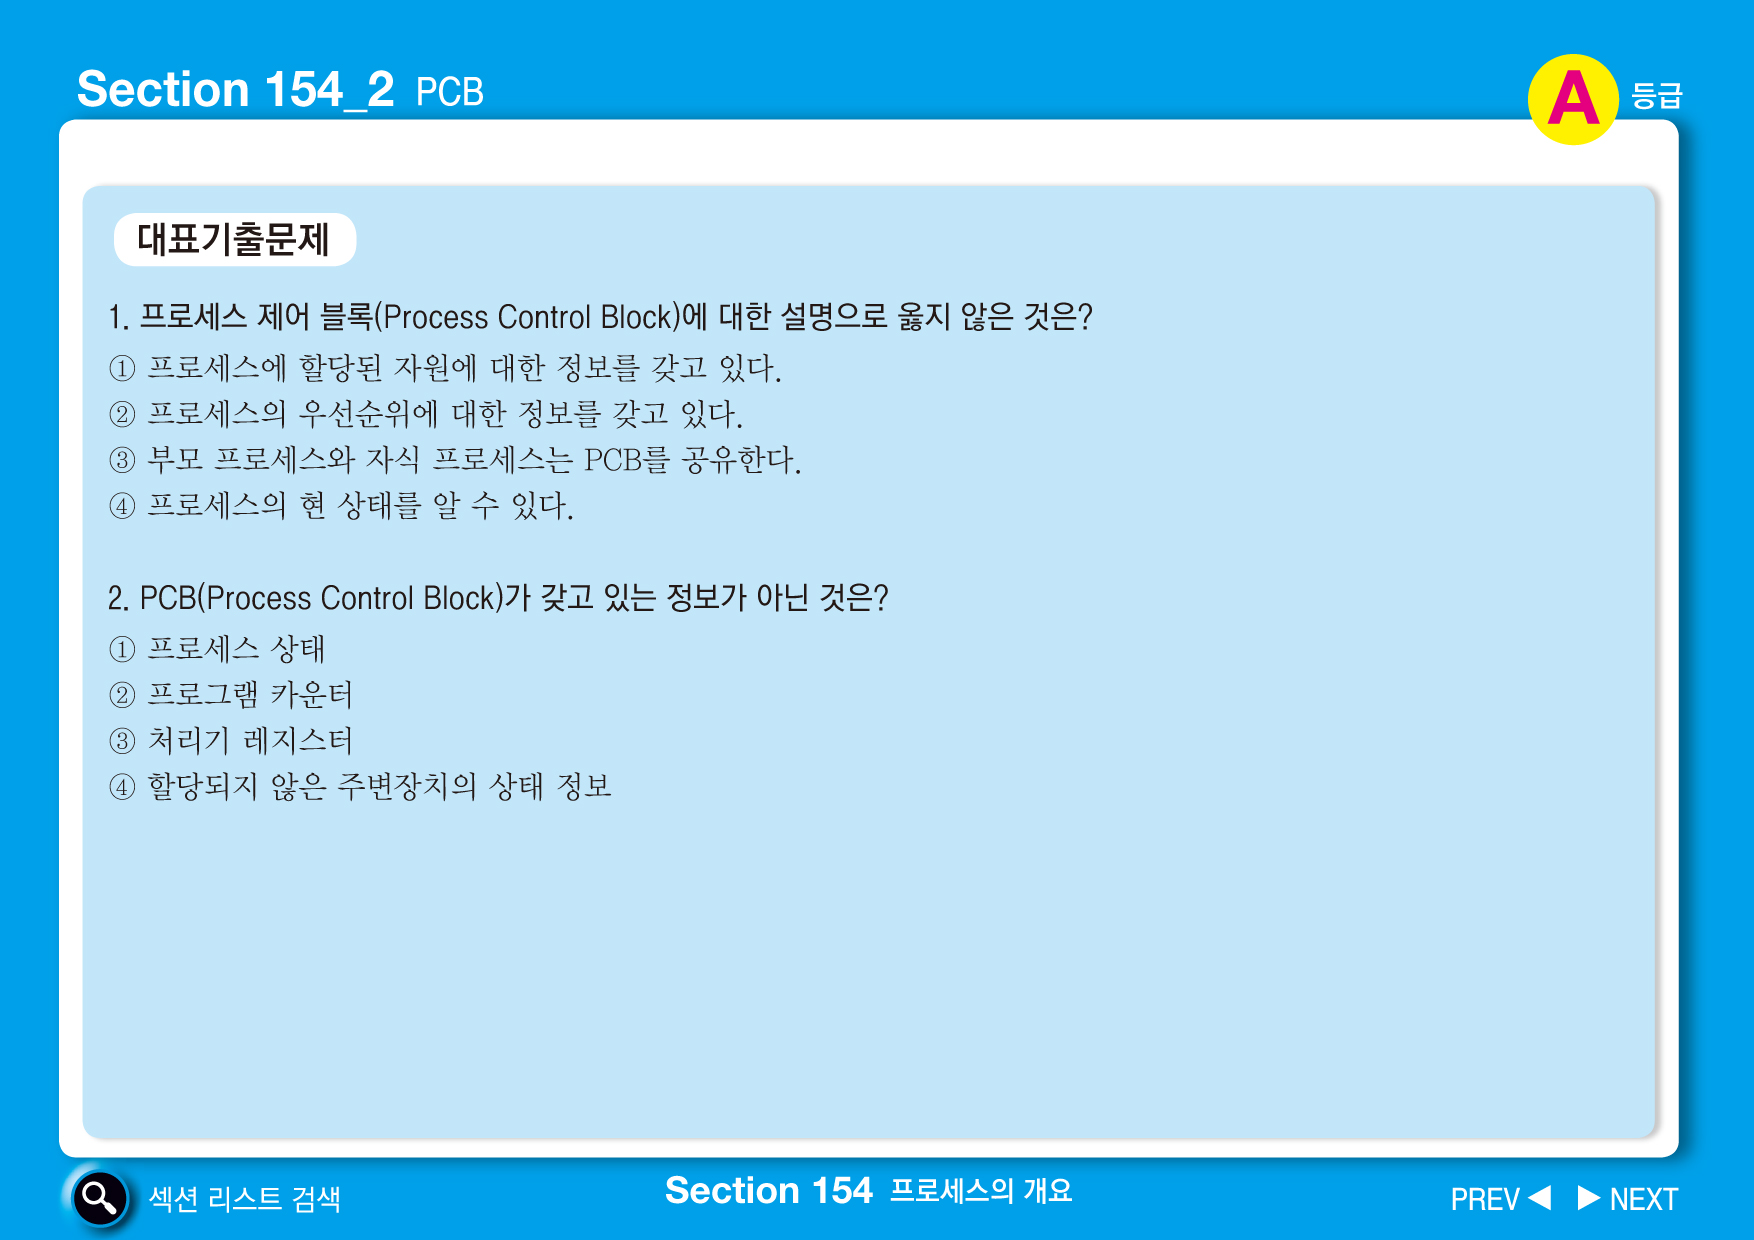 Section 154_2 PCB
A 등급
대표기출문제
1. 프로세스 제어 블록(Process Control Block)에 대한 설명으로 옳지 않은 것은?
① 프로세스에 할당된 자원에 대한 정보를 갖고 있다.
② 프로세스의 우선순위에 대한 정보를 갖고 있다.
③ 부모 프로세스와 자식 프로세스는 PCB를 공유한다.
④ 프로세스의 현 상태를 알 수 있다.
2. PCB(Process Control Block)가 갖고 있는 정보가 아닌 것은?
① 프로세스 상태
② 프로그램 카운터
③ 처리기 레지스터
④ 할당되지 않은 주변장치의 상태 정보
섹션 리스트 검색
Section 154 프로세스의 개요
PREV◀ ▶NEXT